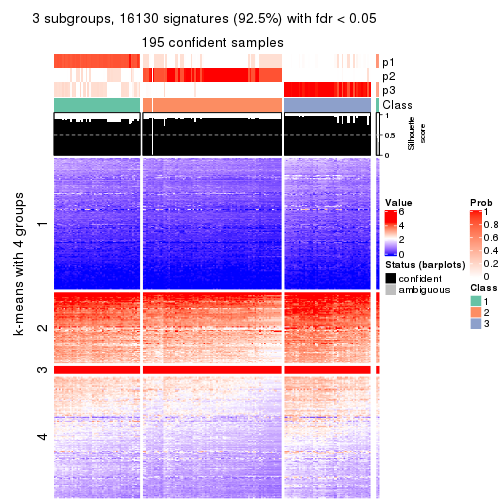 3 subgroups, 16130 signatures (92.5%) with fdr < 0.05
195 confident samples
p1
p2
p3
Class
1
0.5
0
Silhouette
score
k-means with 4 groups
1
2
3
4
Value
6
4
2
0
Status (barplots)
confident
ambiguous
Prob
1
0.8
0.6
0.4
0.2
0
Class
1
2
3